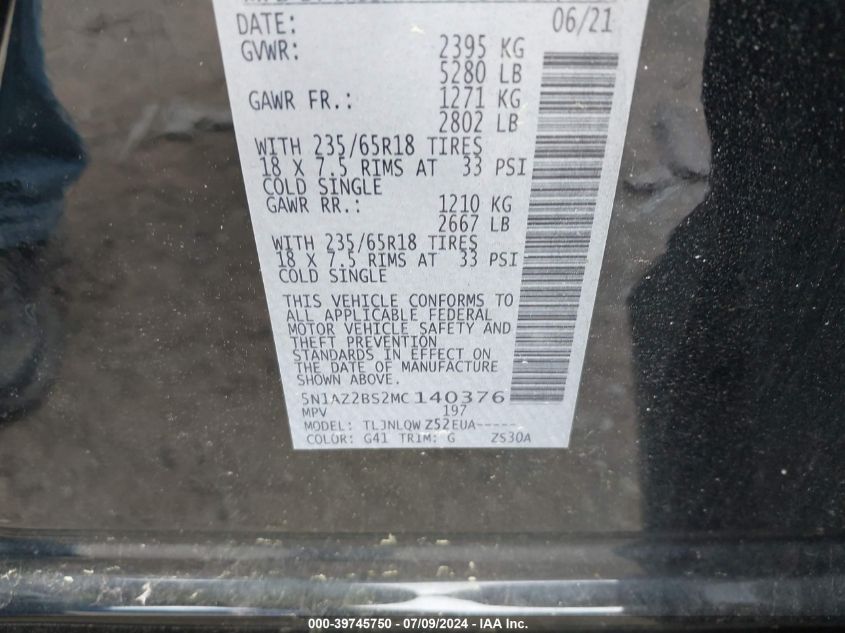 DATE: 06/21
GVWR: 2395 KG
5280 LB
GAWR FR.: 1271 KG
2802 LB
WITH 235/65R18 TIRES
18 X 7.5 RIMS AT 33 PSI
COLD SINGLE
GAWR RR.: 1210 KG
2667 LB
WITH 235/65R18 TIRES
18 X 7.5 RIMS AT 33 PSI
COLD SINGLE
THIS VEHICLE CONFORMS TO
ALL APPLICABLE FEDERAL
MOTOR VEHICLE SAFETY AND
THEFT PREVENTION
STANDARDS IN EFFECT ON
THE DATE OF MANUFACTURE
SHOWN ABOVE.
5N1AZ2BS2MC140376
MPV 197
MODEL: TLJNLQW Z52EUA-----
COLOR: G41 TRIM: G ZS30A
000-39745750 - 07/09/2024 - IAA Inc.